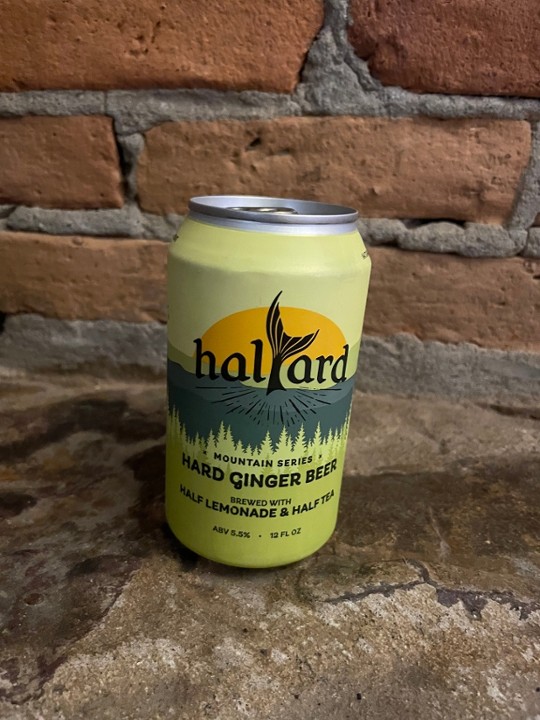 halyard
MOUNTAIN SERIES
HARD GINGER BEER
BREWED WITH
HALF LEMONADE & HALF TEA
ABV 5.5% • 12 FL OZ